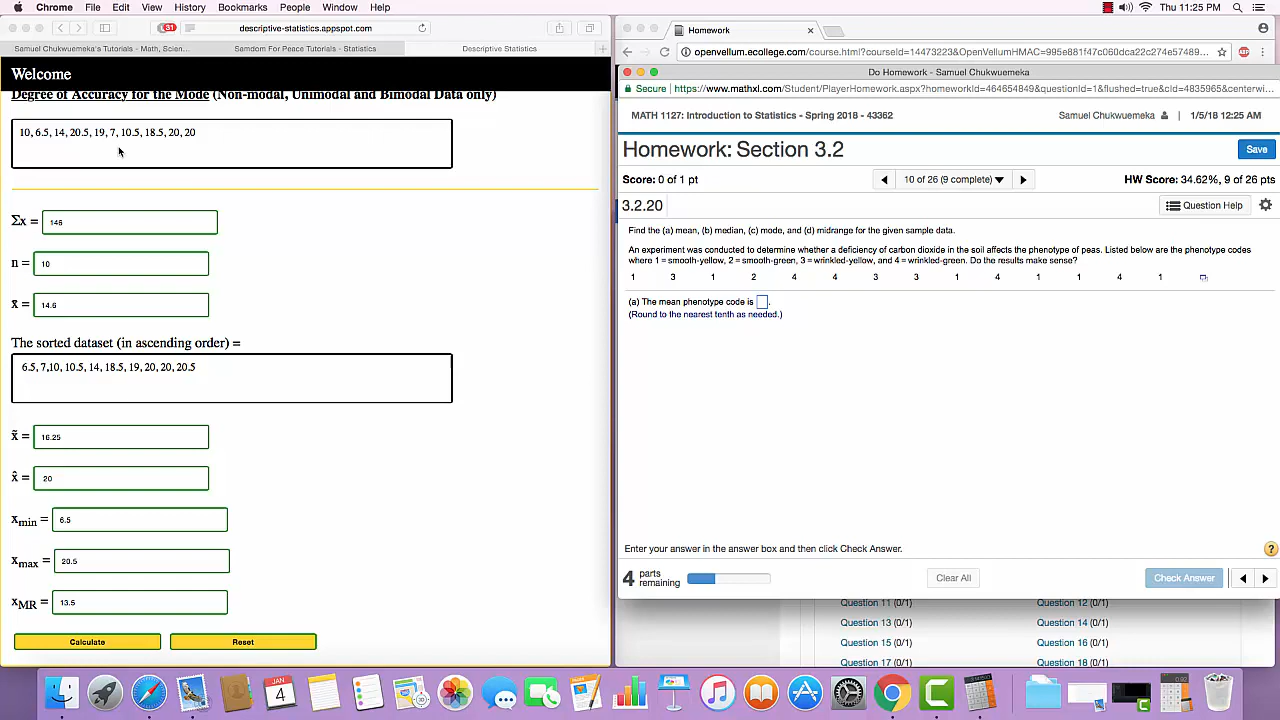 Chrome File Edit View History Bookmarks People Window Help
Thu 11:25 PM
31
descriptive-statistics.appspot.com
Samuel Chukwuemeka's Tutorials - Math, Scien...
Samdom For Peace Tutorials - Statistics
Descriptive Statistics
Welcome
Degree of Accuracy for the Mode (Non-modal, Unimodal and Bimodal Data only)
10, 6.5, 14, 20.5, 19, 7, 10.5, 18.5, 20, 20
Σx = 146
n = 10
x̄ = 14.6
The sorted dataset (in ascending order) =
6.5, 7,10, 10.5, 14, 18.5, 19, 20, 20, 20.5
x̃ = 16.25
x̂ = 20
xmin = 6.5
xmax = 20.5
xMR = 13.5
Calculate
Reset
Homework
openvellum.ecollege.com/course.html?courseId=14473223&OpenVellumHMAC=995e881f47c060dca22c274e57489...
ABP
Do Homework - Samuel Chukwuemeka
Secure https://www.mathxl.com/Student/PlayerHomework.aspx?homeworkId=464654849&questionId=1&flushed=true&cId=4835965&centerwi...
MATH 1127: Introduction to Statistics - Spring 2018 - 43362
Samuel Chukwuemeka | 1/5/18 12:25 AM
Homework: Section 3.2
Save
Score: 0 of 1 pt
10 of 26 (9 complete)
HW Score: 34.62%, 9 of 26 pts
3.2.20
Question Help
Find the (a) mean, (b) median, (c) mode, and (d) midrange for the given sample data.
An experiment was conducted to determine whether a deficiency of carbon dioxide in the soil affects the phenotype of peas. Listed below are the phenotype codes
where 1 = smooth-yellow, 2 = smooth-green, 3 = wrinkled-yellow, and 4 = wrinkled-green. Do the results make sense?
1 3 1 2 4 4 3 3 1 4 1 1 4 1
(a) The mean phenotype code is .
(Round to the nearest tenth as needed.)
Enter your answer in the answer box and then click Check Answer.
?
4 parts
remaining
Clear All
Check Answer
Question 11 (0/1)
Question 12 (0/1)
Question 13 (0/1)
Question 14 (0/1)
Question 15 (0/1)
Question 16 (0/1)
Question 17 (0/1)
Question 18 (0/1)
JAN
4